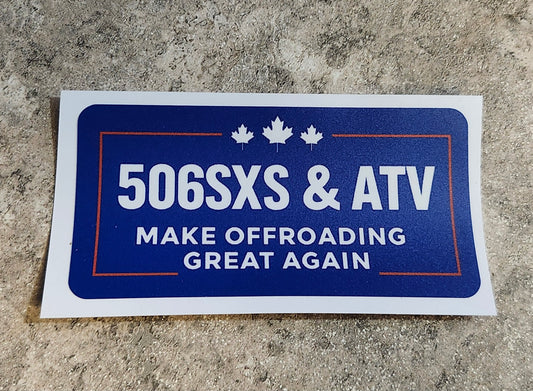 506SXS & ATV
MAKE OFFROADING
GREAT AGAIN